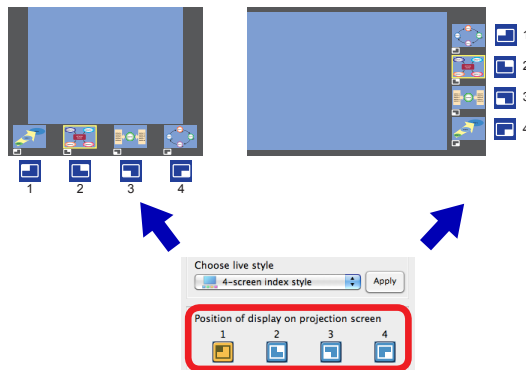 1
2
3
4
1 2 3 4
Choose live style
4-screen index style
Apply
Position of display on projection screen
1 2 3 4